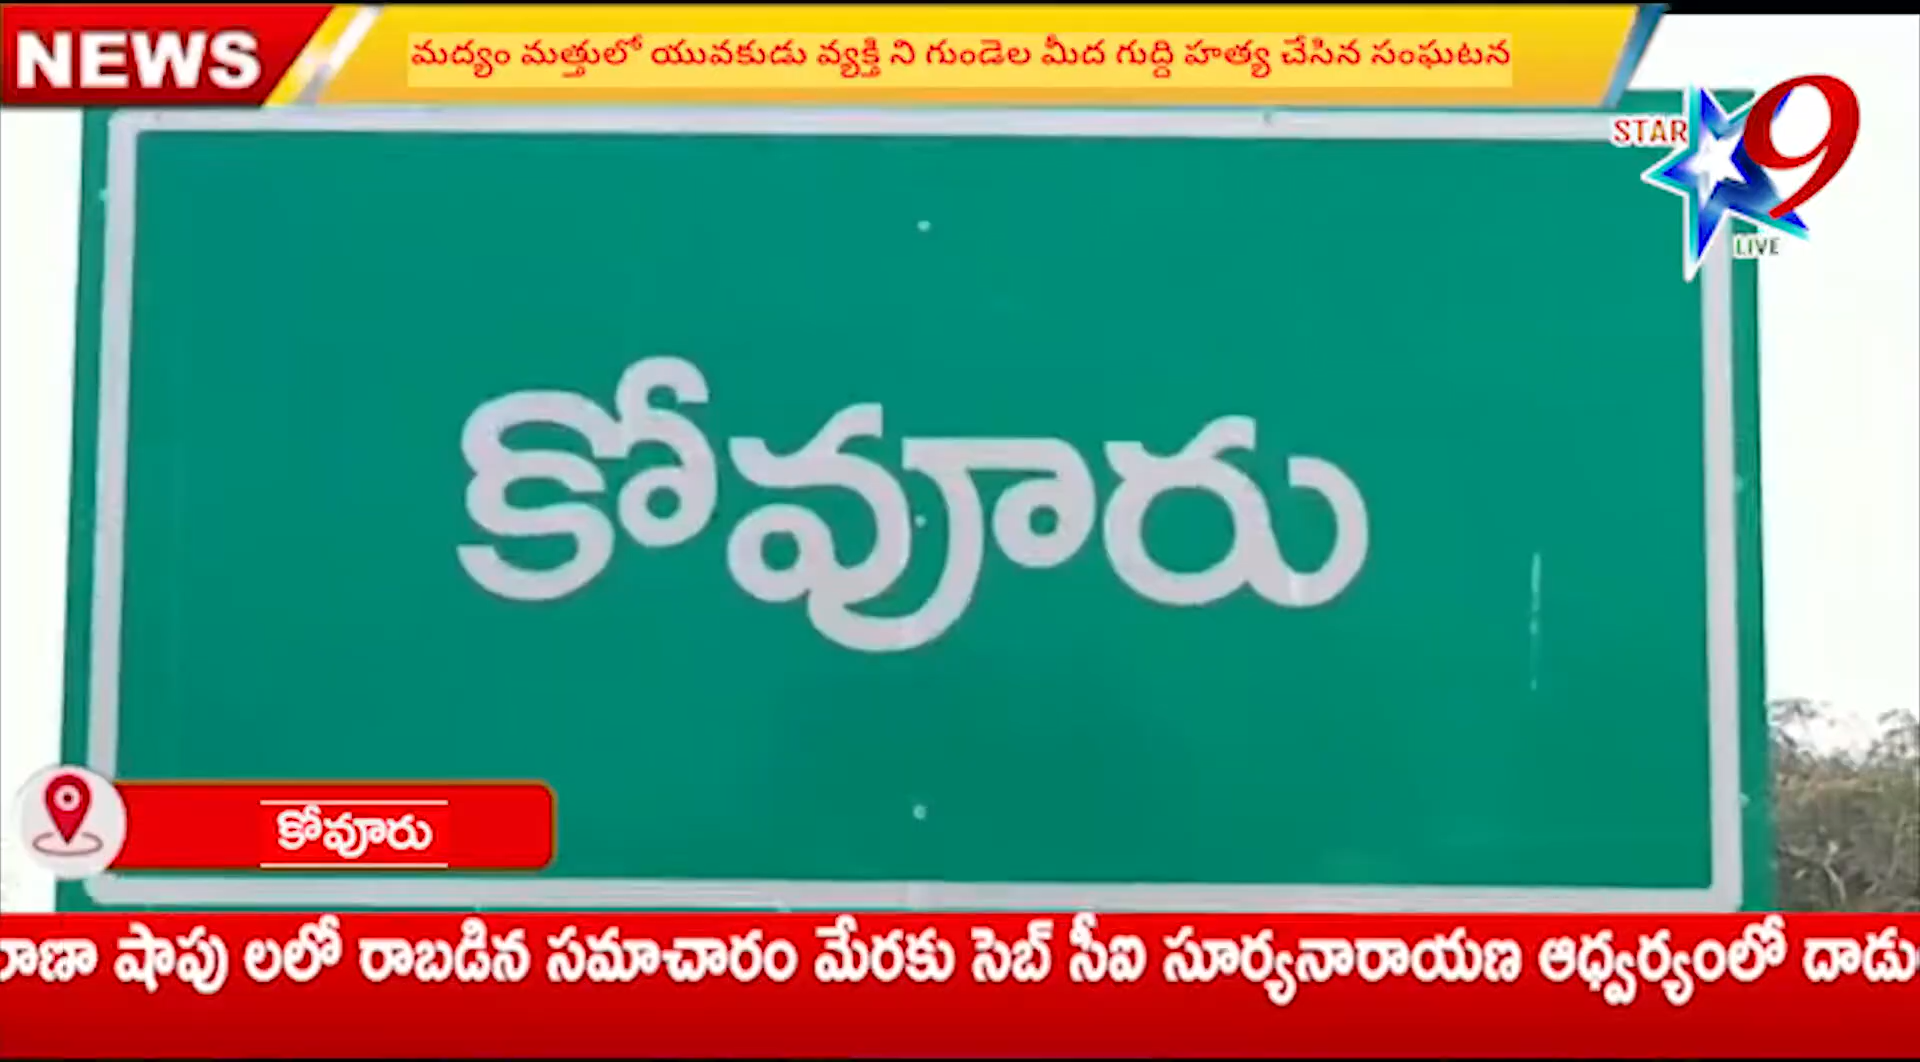 NEWS
మద్యం మత్తులో యువకుడు వ్యక్తి ని గుండెల మీద గుద్ది హత్య చేసిన సంఘటన
STAR 9
LIVE
కోవూరు
కోవూరు
షాపు లలో రాబడిన సమాచారం మేరకు సెబ్ సీఐ సూర్యనారాయణ ఆధ్వర్యంలో